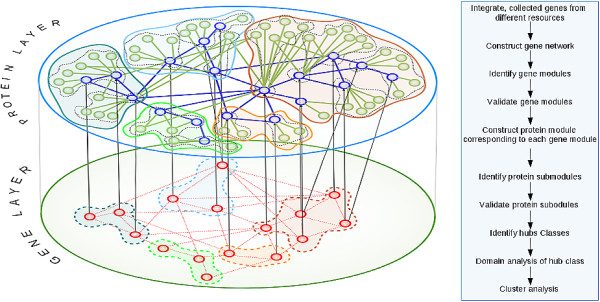 PROTEIN LAYER
GENE LAYER
Integrate, collected genes from
different resources
Construct gene network
Identify gene modules
Validate gene modules
Construct protein module
corresponding to each gene module
Identify protein submodules
Validate protein subodules
Identify hubs Classes
Domain analysis of hub class
Cluster analysis